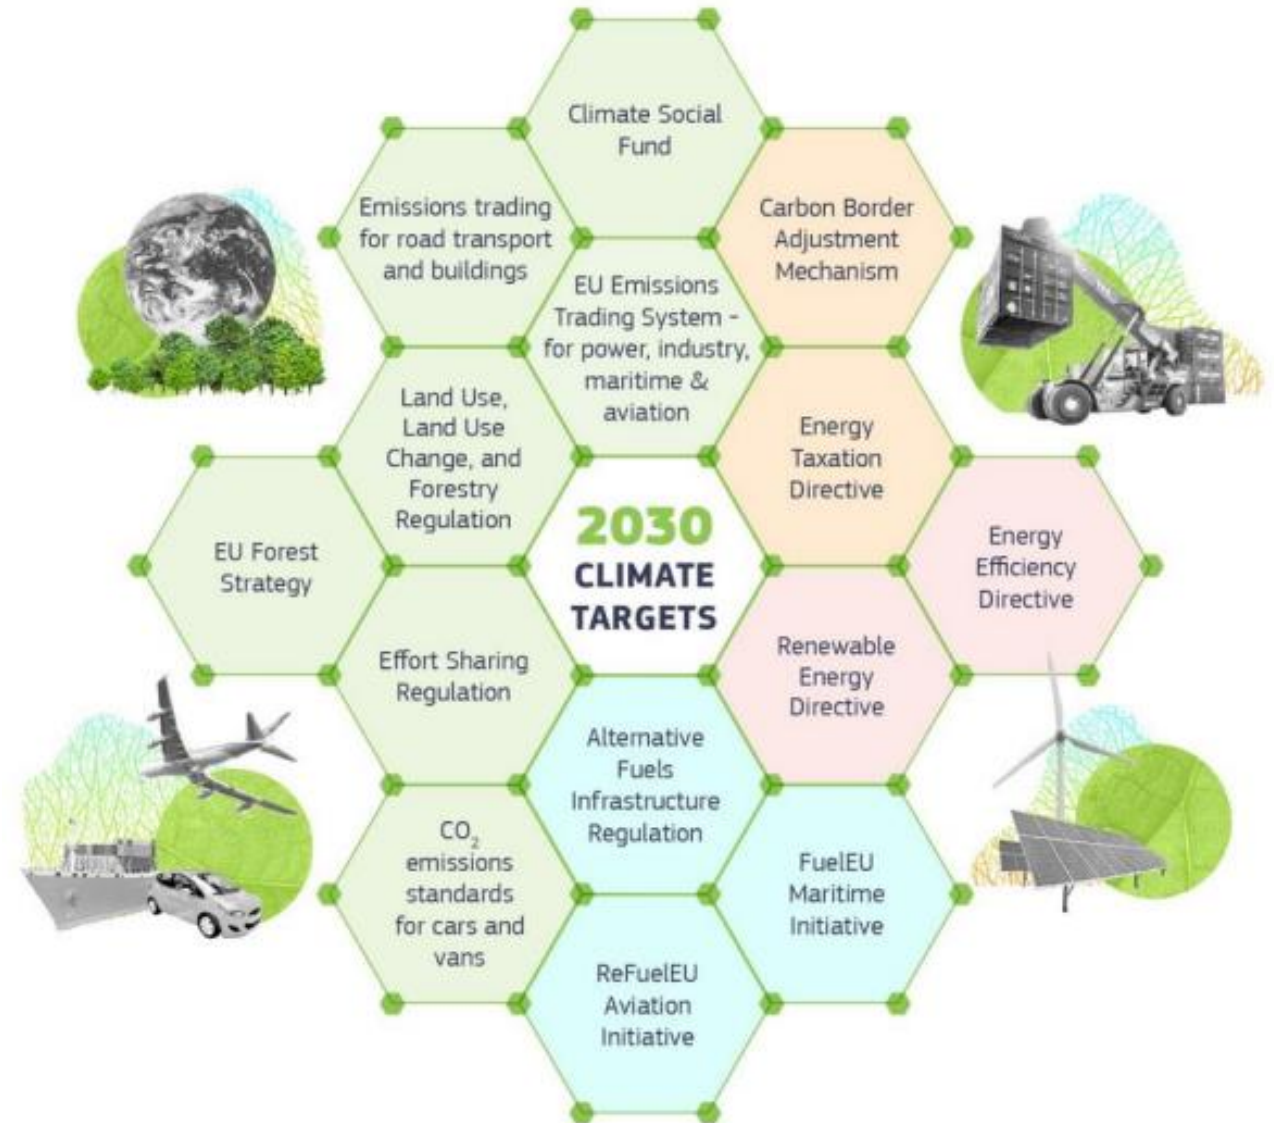 Climate Social
Fund
Emissions trading
for road transport
and buildings
Carbon Border
Adjustment
Mechanism
EU Emissions
Trading System -
for power, industry,
maritime &
aviation
Land Use,
Land Use
Change, and
Forestry
Regulation
Energy
Taxation
Directive
EU Forest
Strategy
2030
CLIMATE
TARGETS
Energy
Efficiency
Directive
Effort Sharing
Regulation
Renewable
Energy
Directive
Alternative
Fuels
Infrastructure
Regulation
CO₂
emissions
standards
for cars and
vans
FuelEU
Maritime
Initiative
ReFuelEU
Aviation
Initiative